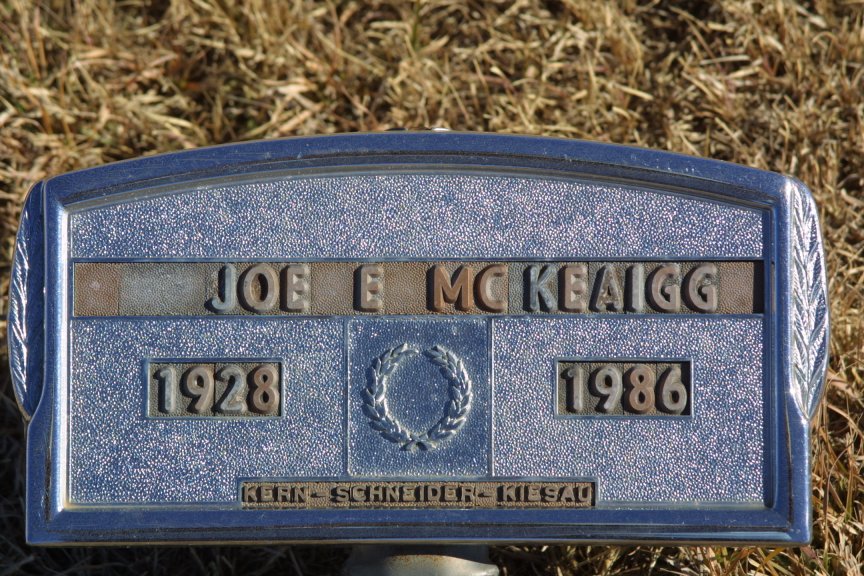 JOE E MC KEAIGG
1928 1986
KERN-SCHNEIDER-KIESAU